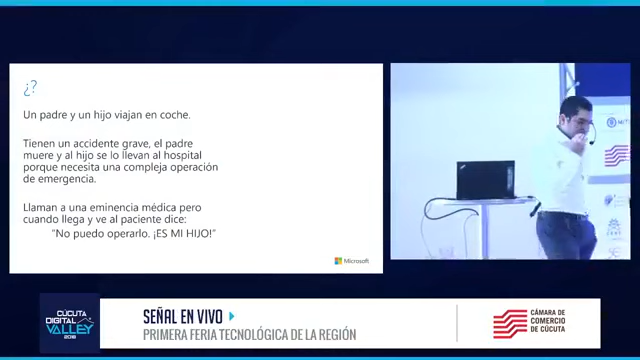 ¿?
Un padre y un hijo viajan en coche.
Tienen un accidente grave, el padre
muere y al hijo se lo llevan al hospital
porque necesita una compleja operación
de emergencia.
Llaman a una eminencia médica pero
cuando llega y ve al paciente dice:
"No puedo operarlo. ¡ES MI HIJO!"
Microsoft
CÚCUTA
DIGITAL
VALLEY
2018
SEÑAL EN VIVO
PRIMERA FERIA TECNOLÓGICA DE LA REGIÓN
CÁMARA DE
COMERCIO
DE CÚCUTA